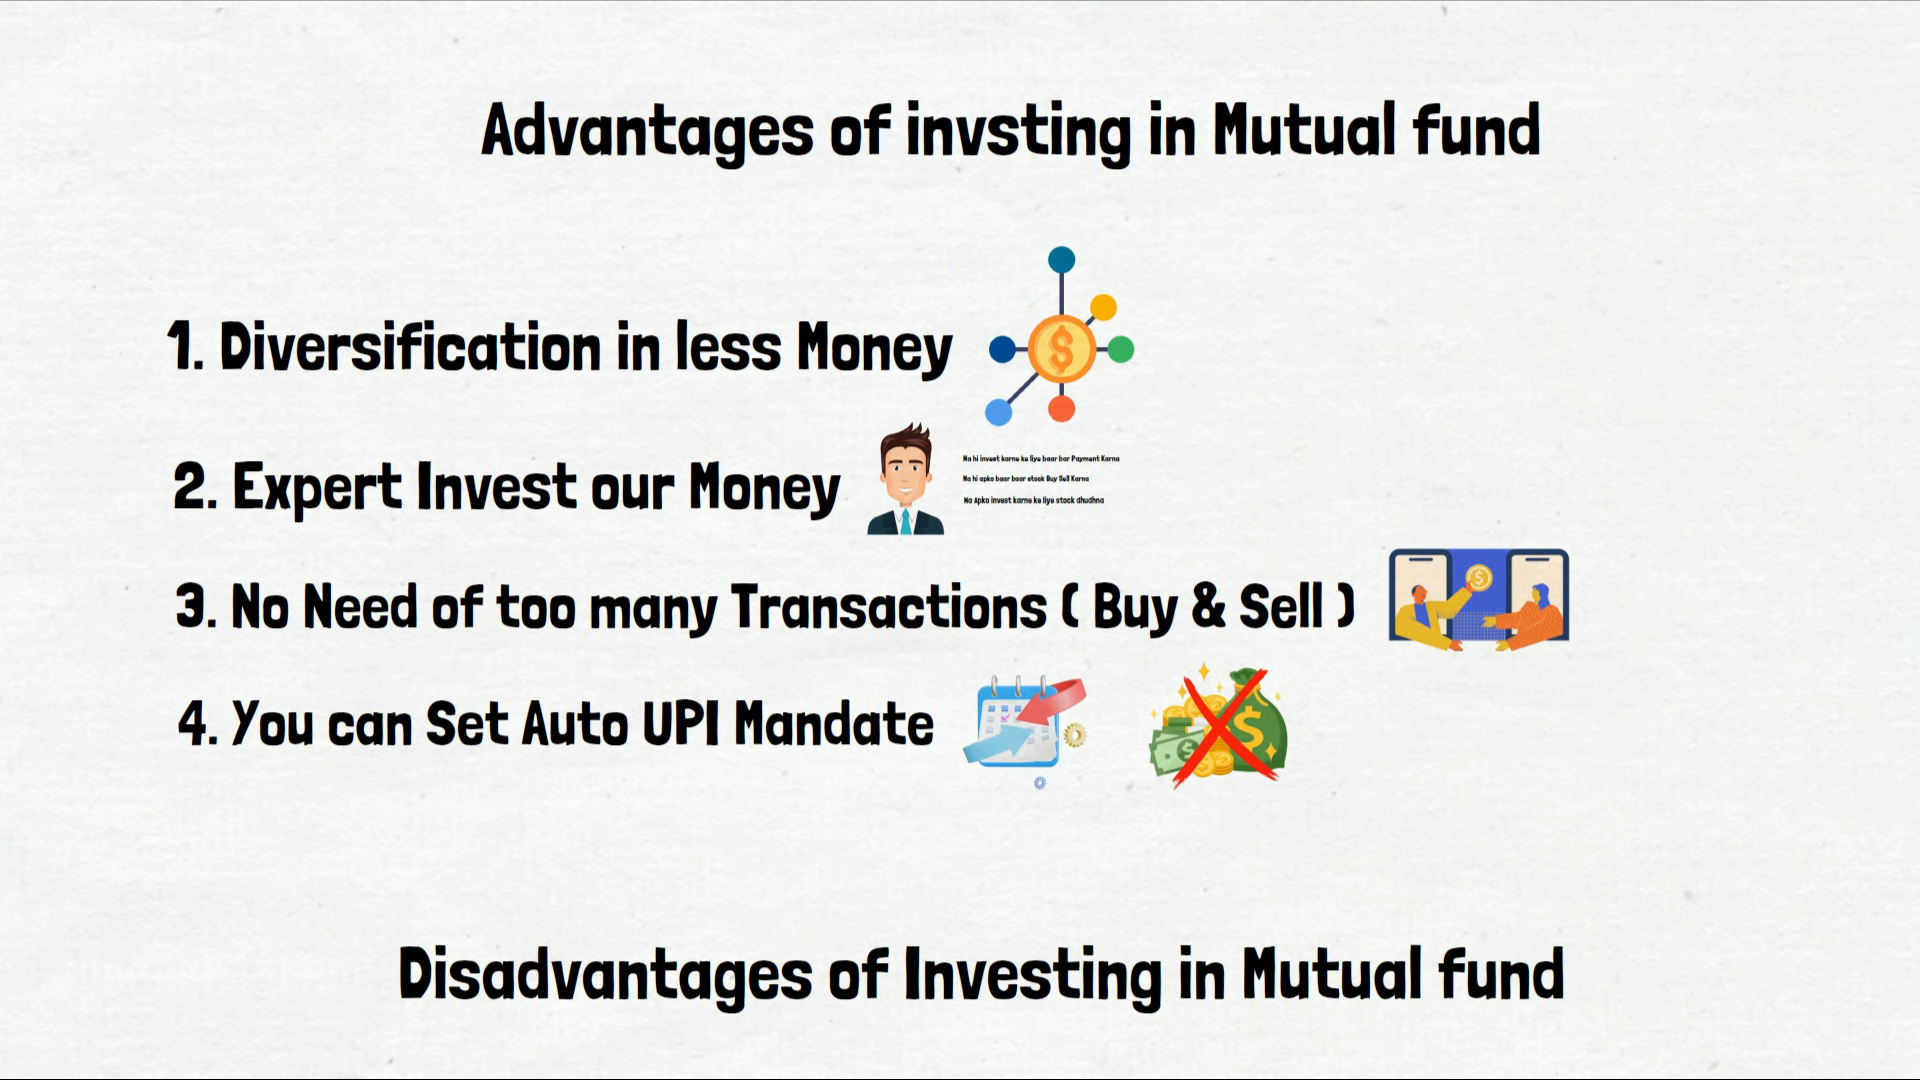 Advantages of invsting in Mutual fund
1. Diversification in less Money
2. Expert Invest our Money
Na hi invest karne ke liye baar bar Payment Karna
Na hi apko baar baar stock Buy Sell Karna
Na Apko invest karne ke liye stock dhudhna
3. No Need of too many Transactions ( Buy & Sell )
4. You can Set Auto UPI Mandate
Disadvantages of Investing in Mutual fund